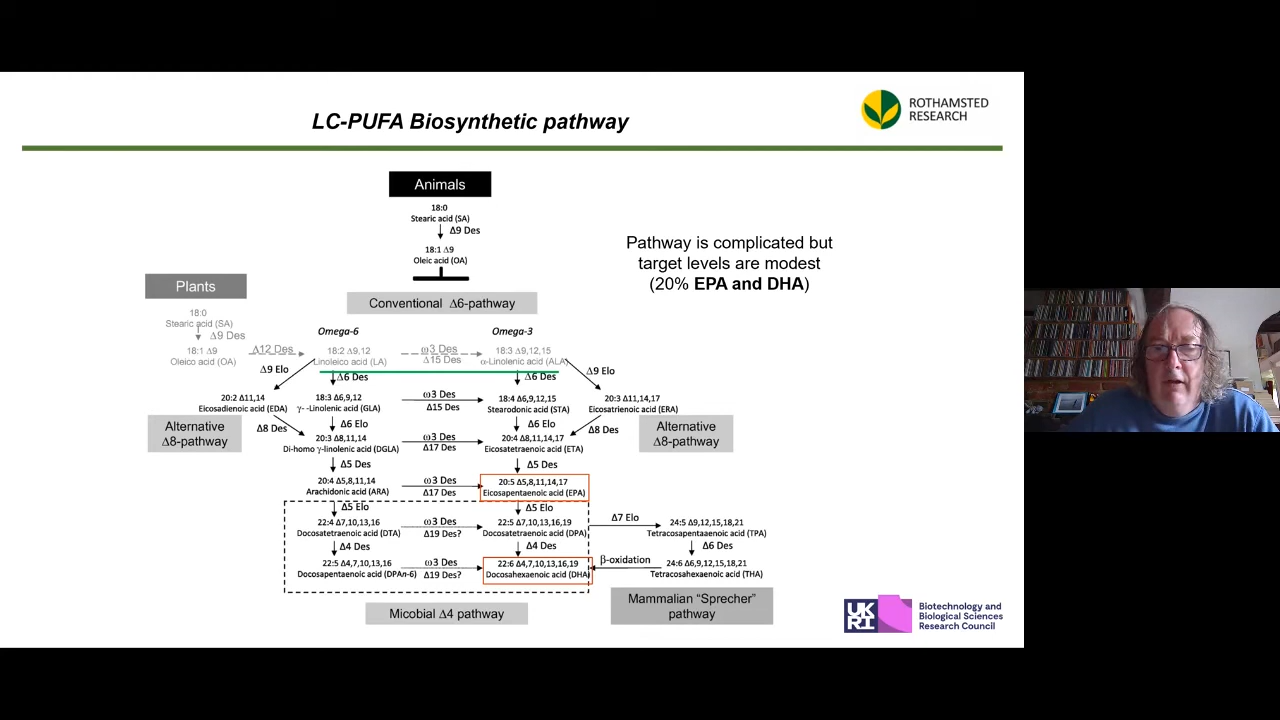 LC-PUFA Biosynthetic pathway
ROTHAMSTED
RESEARCH
Animals
18:0
Stearic acid (SA)
Δ9 Des
18:1 Δ9
Oleic acid (OA)
Pathway is complicated but
target levels are modest
(20% EPA and DHA)
Plants
Conventional Δ6-pathway
18:0
Stearic acid (SA)
Δ9 Des
Omega-6
Omega-3
18:1 Δ9
Oleico acid (OA)
Δ12 Des
18:2 Δ9,12
Linoleico acid (LA)
ω3 Des
Δ15 Des
18:3 Δ9,12,15
α-Linolenic acid (ALA)
Δ9 Elo
Δ6 Des
Δ6 Des
Δ9 Elo
20:2 Δ11,14
Eicosadienoic acid (EDA)
18:3 Δ6,9,12
γ- -Linolenic acid (GLA)
ω3 Des
Δ15 Des
18:4 Δ6,9,12,15
Stearodonic acid (STA)
20:3 Δ11,14,17
Eicosatrienoic acid (ERA)
Alternative
Δ8-pathway
Δ8 Des
Δ6 Elo
Δ6 Elo
Δ8 Des
Alternative
Δ8-pathway
20:3 Δ8,11,14
Di-homo γ-linolenic acid (DGLA)
ω3 Des
Δ17 Des
20:4 Δ8,11,14,17
Eicosatetraenoic acid (ETA)
Δ5 Des
Δ5 Des
20:4 Δ5,8,11,14
Arachidonic acid (ARA)
ω3 Des
Δ17 Des
20:5 Δ5,8,11,14,17
Eicosapentaenoic acid (EPA)
Δ5 Elo
Δ5 Elo
22:4 Δ7,10,13,16
Docosatetraenoic acid (DTA)
ω3 Des
Δ19 Des?
22:5 Δ7,10,13,16,19
Docosatetraenoic acid (DPA)
Δ7 Elo
24:5 Δ9,12,15,18,21
Tetracosapentaaenoic acid (TPA)
Δ4 Des
Δ4 Des
Δ6 Des
22:5 Δ4,7,10,13,16
Docosapentaenoic acid (DPAn-6)
ω3 Des
Δ19 Des?
22:6 Δ4,7,10,13,16,19
Docosahexaenoic acid (DHA)
β-oxidation
24:6 Δ6,9,12,15,18,21
Tetracosahexaenoic acid (THA)
Micobial Δ4 pathway
Mammalian “Sprecher”
pathway
UKRI
Biotechnology and
Biological Sciences
Research Council